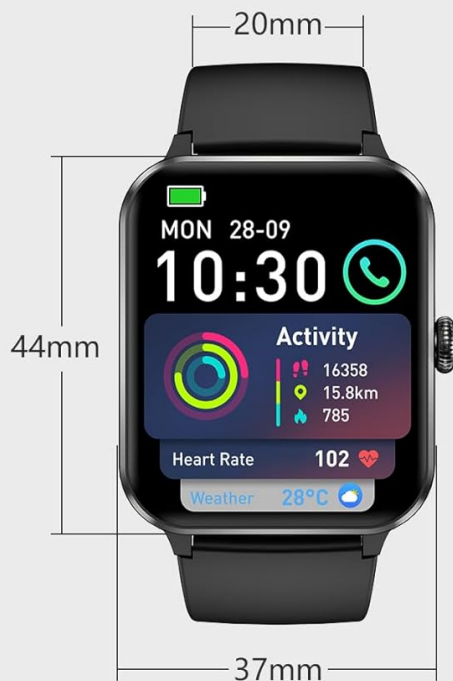 20mm
MON 28-09
10:30
44mm
Activity
16358
15.8km
785
Heart Rate 102
Weather 28°C
37mm